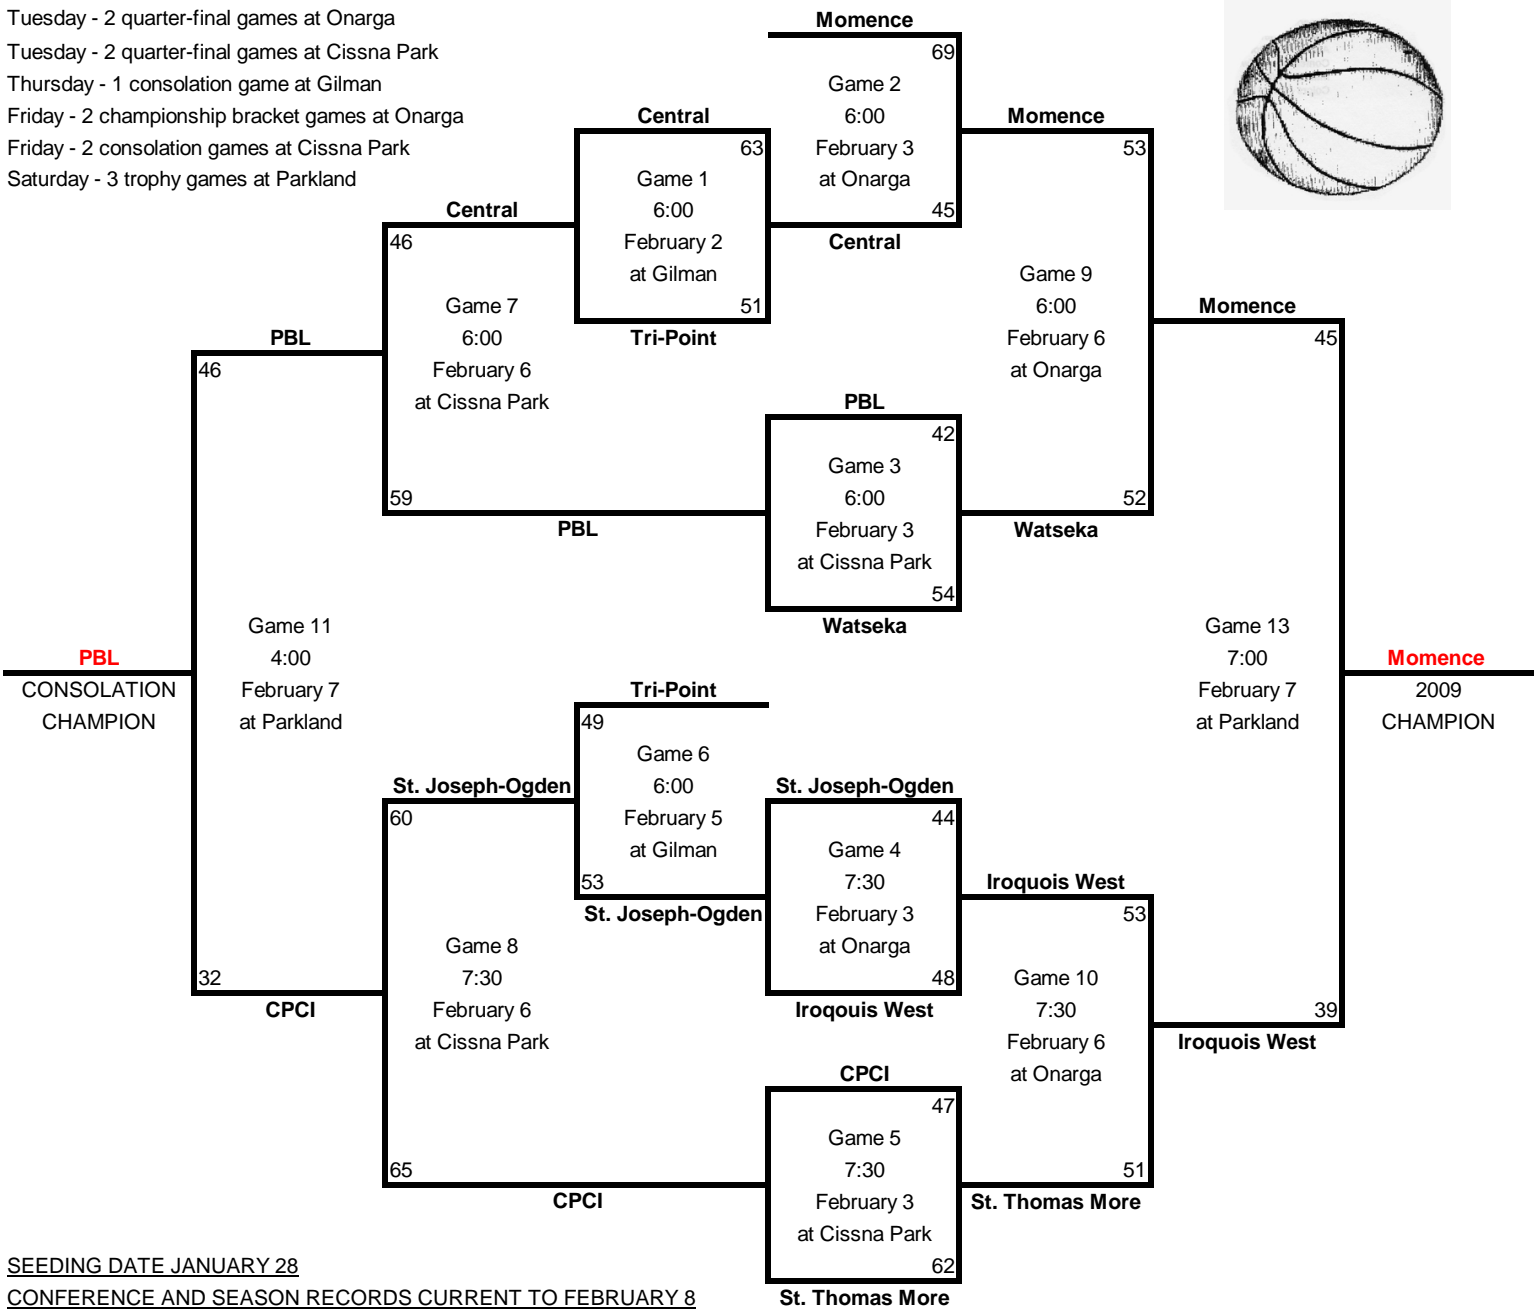 Tuesday - 2 quarter-final games at Onarga
Tuesday - 2 quarter-final games at Cissna Park
Thursday - 1 consolation game at Gilman
Friday - 2 championship bracket games at Onarga
Friday - 2 consolation games at Cissna Park
Saturday - 3 trophy games at Parkland
Momence
69
Game 2
6:00
February 3
at Onarga
45
Central
Central
63
Game 1
6:00
February 2
at Gilman
51
Tri-Point
Momence
53
Game 9
6:00
February 6
at Onarga
52
Watseka
Central
46
Game 7
6:00
February 6
at Cissna Park
59
PBL
PBL
42
Game 3
6:00
February 3
at Cissna Park
54
Watseka
PBL
46
Game 11
4:00
February 7
at Parkland
32
CPCI
PBL
CONSOLATION
CHAMPION
Momence
45
Game 13
7:00
February 7
at Parkland
39
Iroquois West
Momence
2009
CHAMPION
Tri-Point
49
Game 6
6:00
February 5
at Gilman
53
St. Joseph-Ogden
St. Joseph-Ogden
60
Game 8
7:30
February 6
at Cissna Park
65
CPCI
St. Joseph-Ogden
44
Game 4
7:30
February 3
at Onarga
48
Iroqouis West
Iroquois West
53
Game 10
7:30
February 6
at Onarga
51
St. Thomas More
CPCI
47
Game 5
7:30
February 3
at Cissna Park
62
St. Thomas More
SEEDING DATE JANUARY 28
CONFERENCE AND SEASON RECORDS CURRENT TO FEBRUARY 8